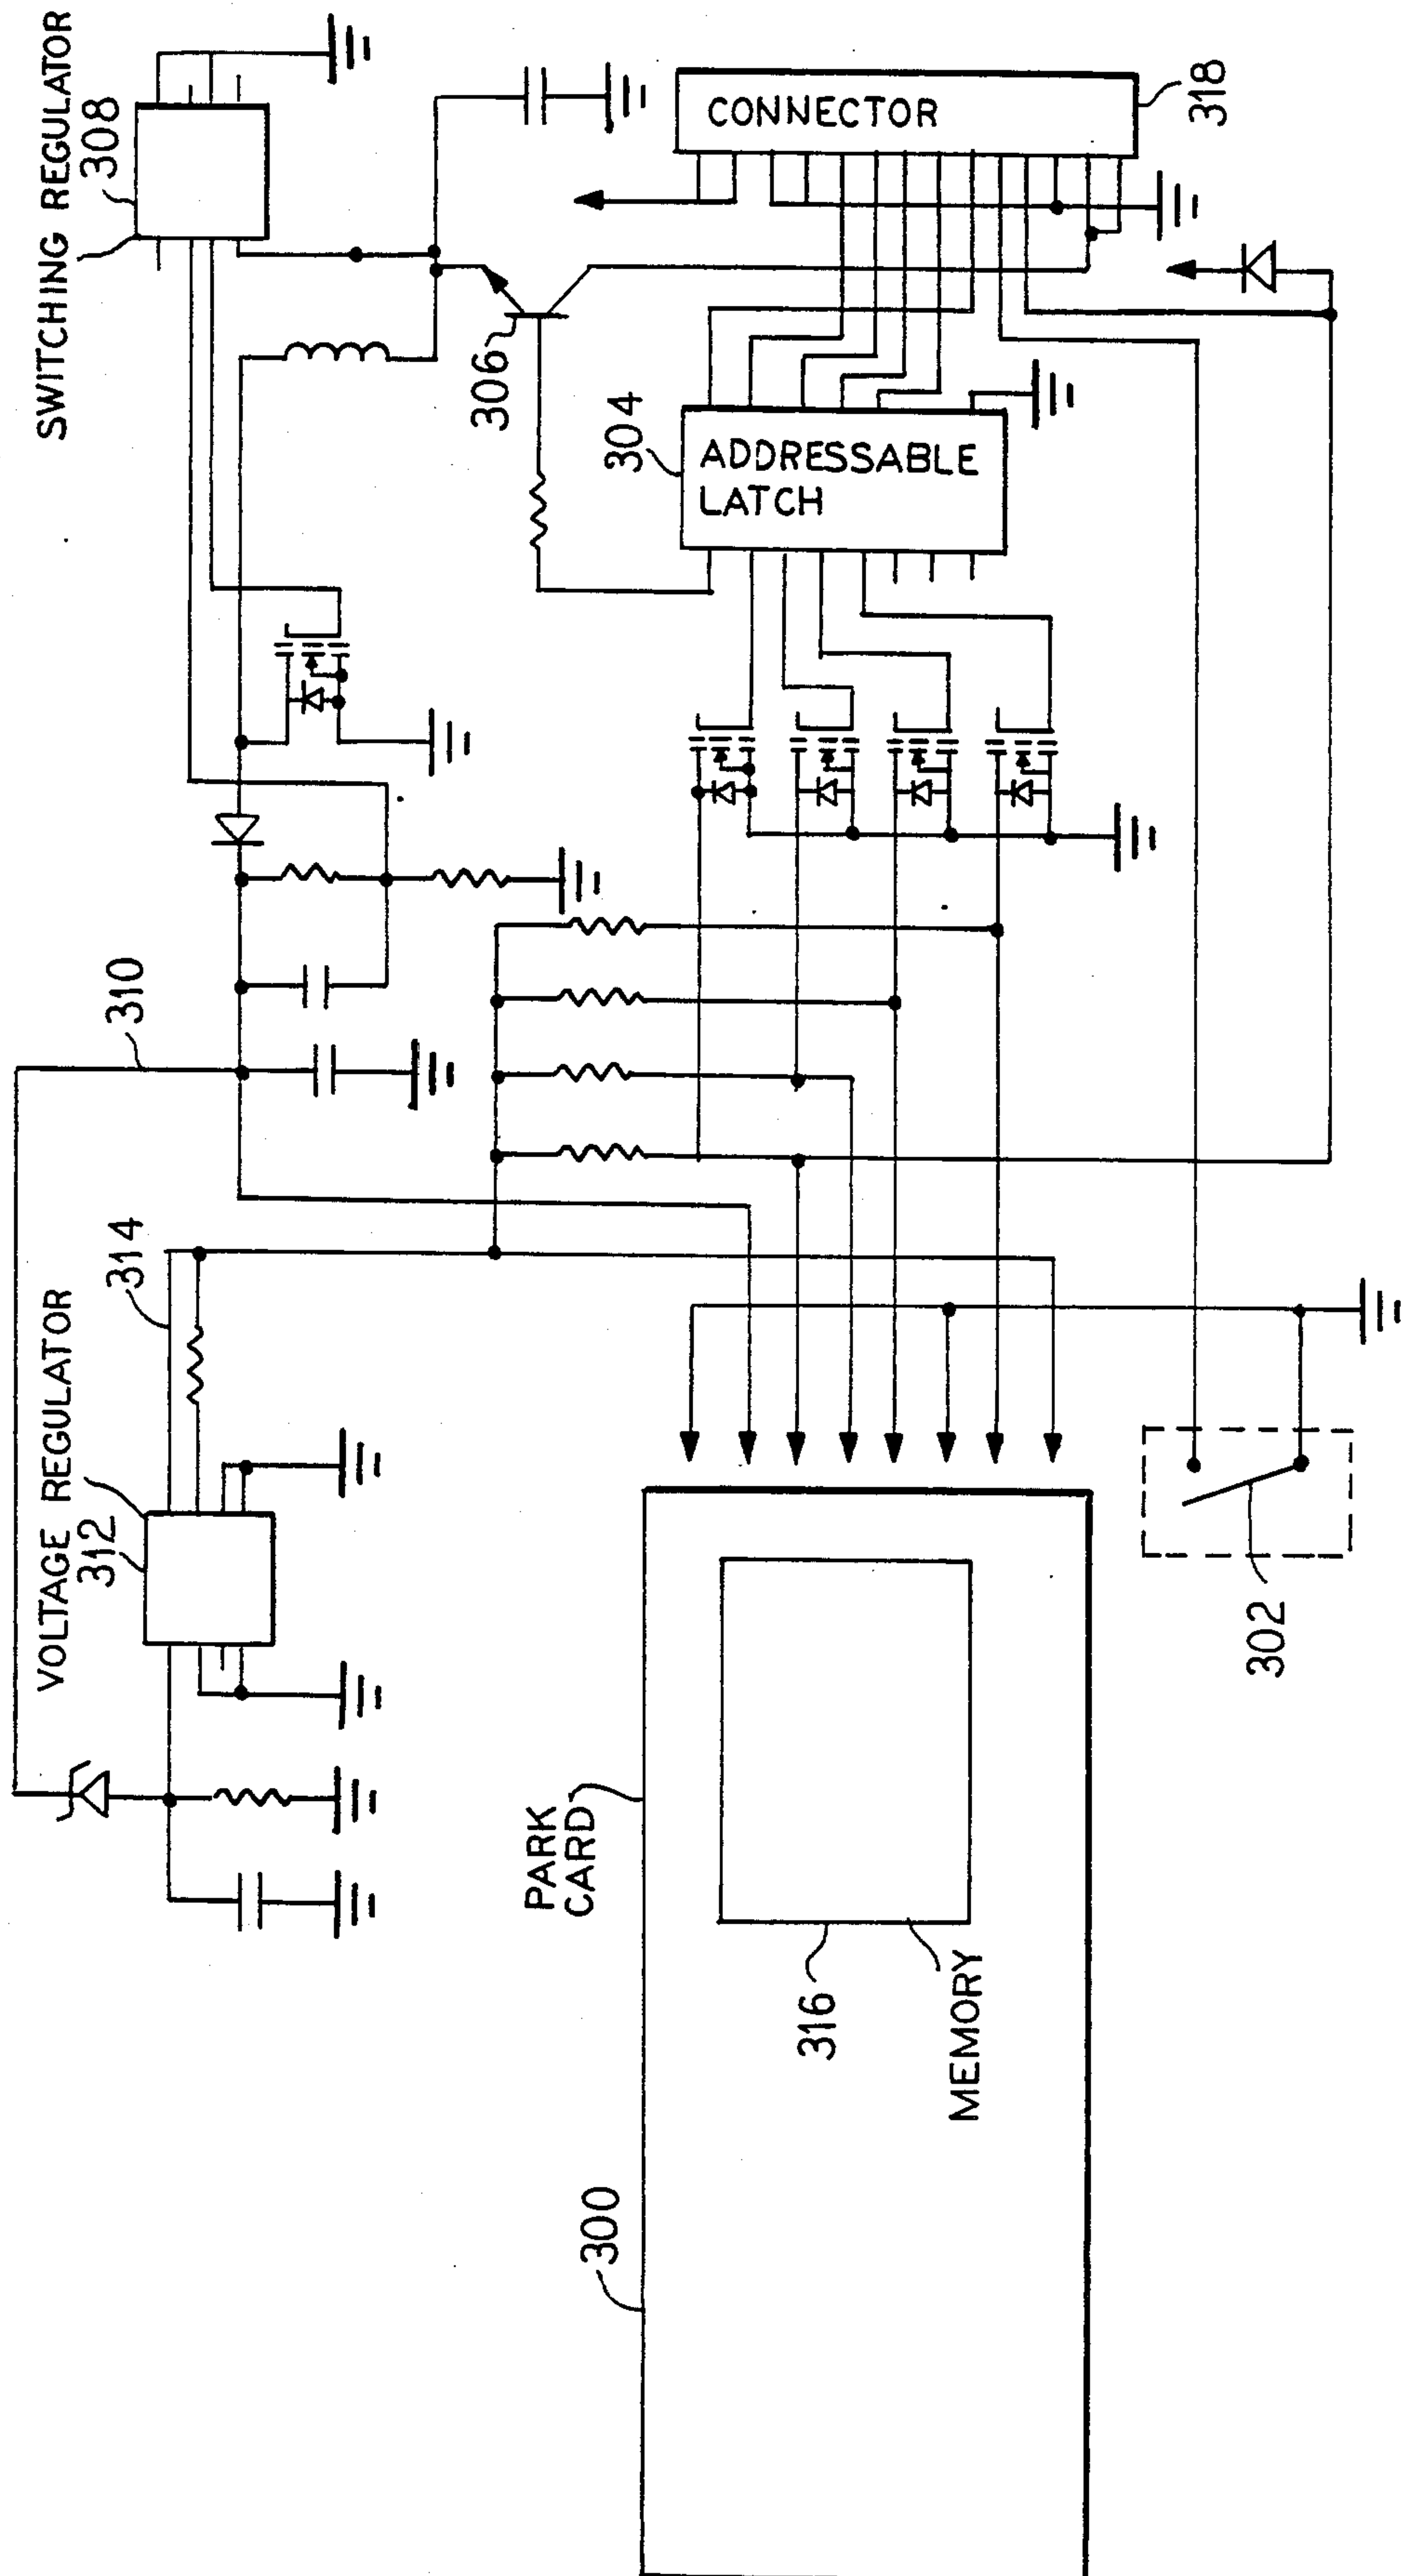 SWITCHING REGULATOR
308
CONNECTOR
318
306
304
ADDRESSABLE
LATCH
310
314
VOLTAGE REGULATOR
312
302
PARK
CARD
316
MEMORY
300